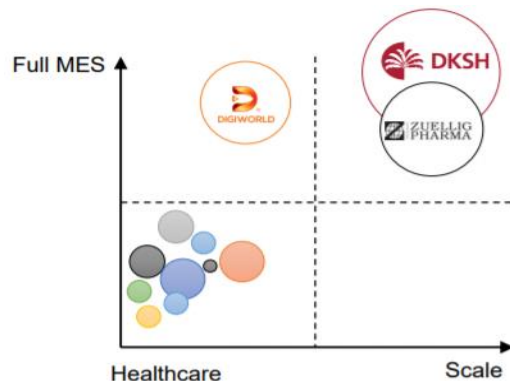 Full MES
DKSH
DIGIWORLD
ZUELLIG
PHARMA
Healthcare
Scale